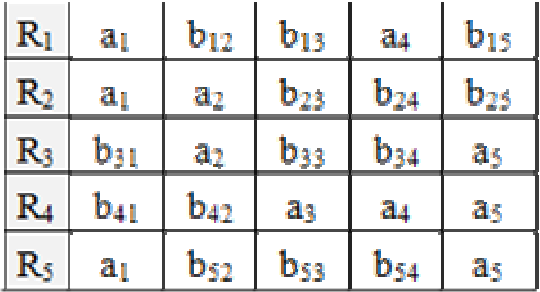 R₁ a₁ b₁₂ b₁₃ a₄ b₁₅
R₂ a₁ a₂ b₂₃ b₂₄ b₂₅
R₃ b₃₁ a₂ b₃₃ b₃₄ a₅
R₄ b₄₁ b₄₂ a₃ a₄ a₅
R₅ a₁ b₅₂ b₅₃ b₅₄ a₅